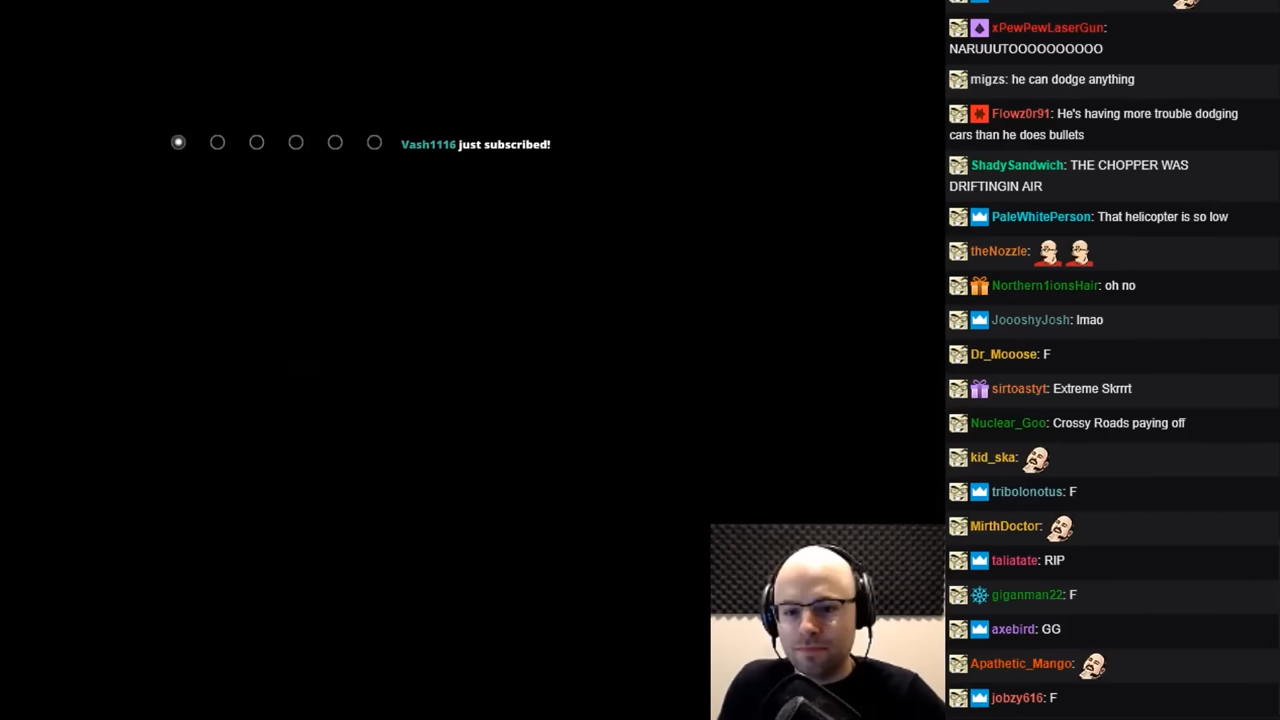 Vash1116 just subscribed!
xPewPewLaserGun:
NARUUUTOOOOOOOOOO
migzs: he can dodge anything
Flowz0r91: He's having more trouble dodging
cars than he does bullets
ShadySandwich: THE CHOPPER WAS
DRIFTINGIN AIR
PaleWhitePerson: That helicopter is so low
theNozzle:
Northern1ionsHair: oh no
JoooshyJosh: lmao
Dr_Mooose: F
sirtoastyt: Extreme Skrrrt
Nuclear_Goo: Crossy Roads paying off
kid_ska:
tribolonotus: F
MirthDoctor:
taliatate: RIP
giganman22: F
axebird: GG
Apathetic_Mango:
jobzy616: F